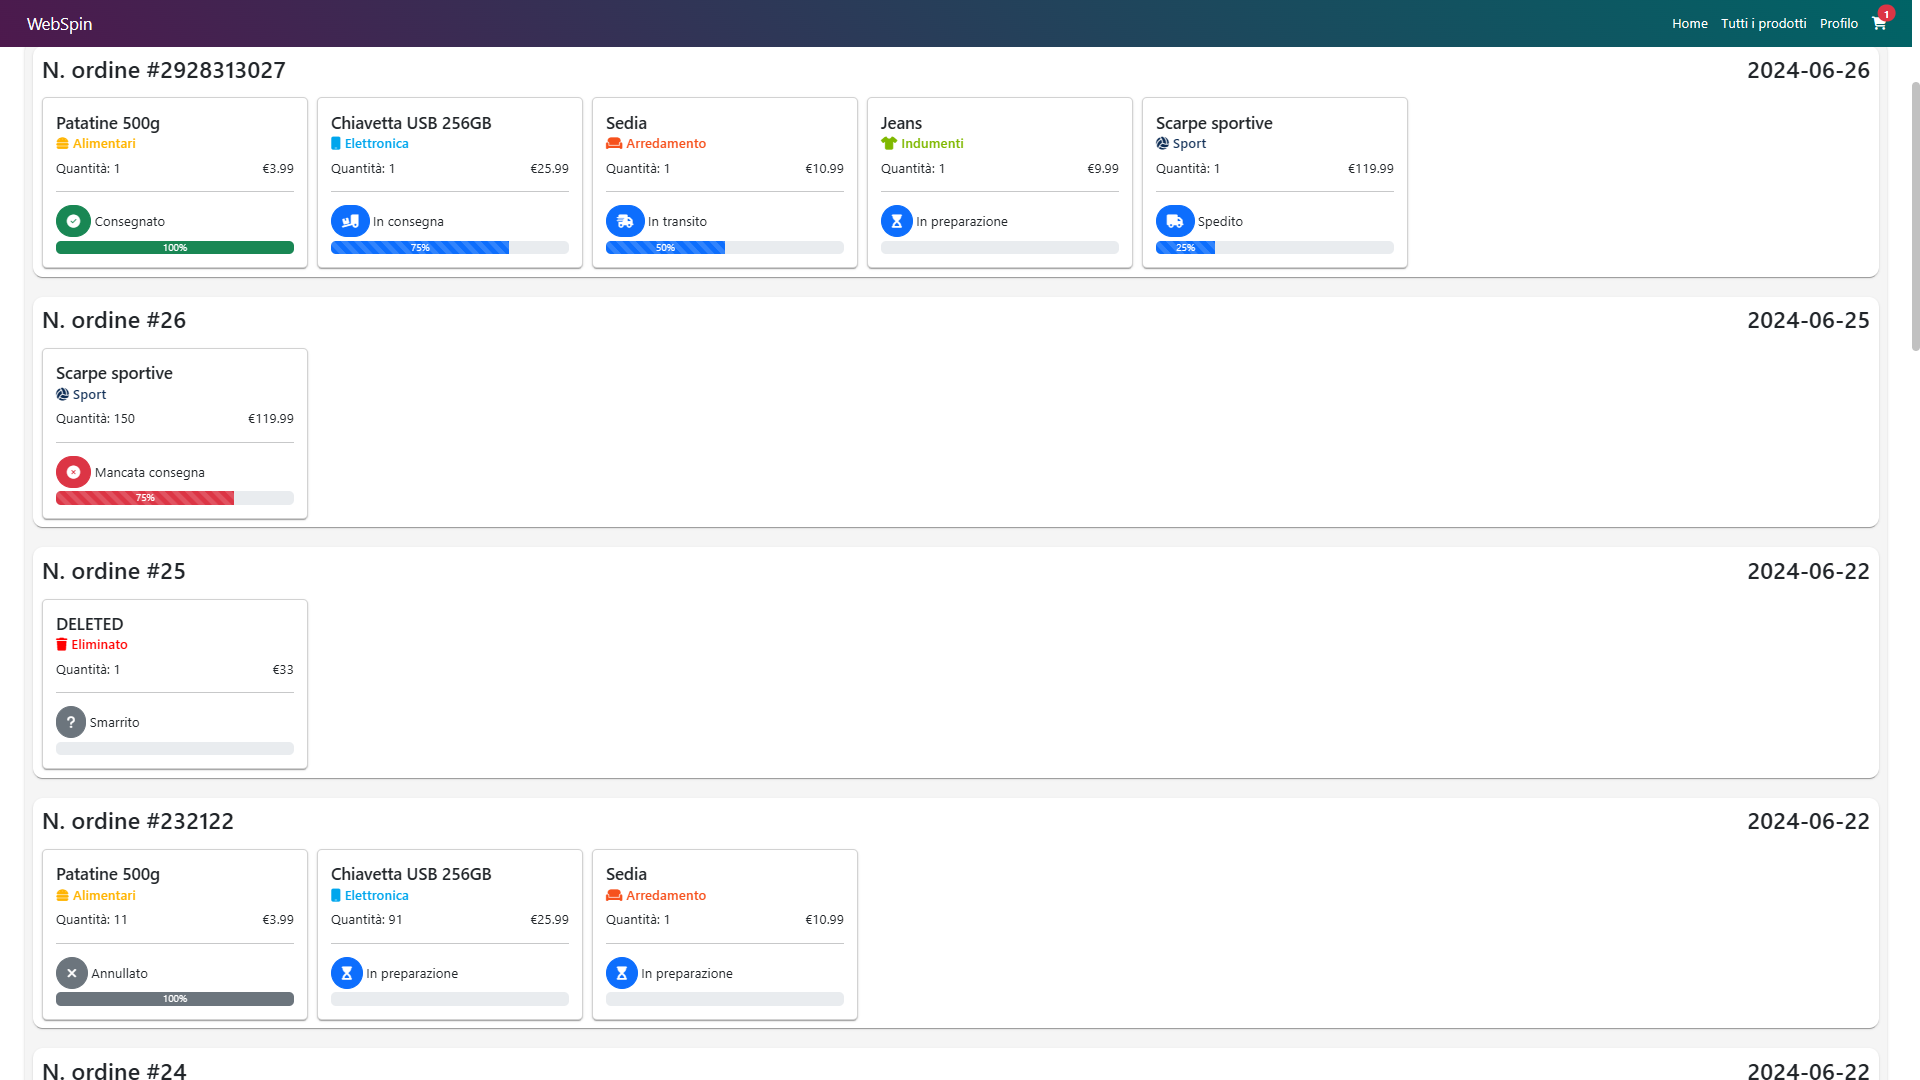 WebSpin
Home Tutti i prodotti Profilo 1
N. ordine #2928313027 2024-06-26
Patatine 500g
Alimentari
Quantità: 1 €3.99
Consegnato
100%
Chiavetta USB 256GB
Elettronica
Quantità: 1 €25.99
In consegna
75%
Sedia
Arredamento
Quantità: 1 €10.99
In transito
50%
Jeans
Indumenti
Quantità: 1 €9.99
In preparazione
Scarpe sportive
Sport
Quantità: 1 €119.99
Spedito
25%
N. ordine #26 2024-06-25
Scarpe sportive
Sport
Quantità: 150 €119.99
Mancata consegna
75%
N. ordine #25 2024-06-22
DELETED
Eliminato
Quantità: 1 €33
? Smarrito
N. ordine #232122 2024-06-22
Patatine 500g
Alimentari
Quantità: 11 €3.99
Annullato
100%
Chiavetta USB 256GB
Elettronica
Quantità: 91 €25.99
In preparazione
Sedia
Arredamento
Quantità: 1 €10.99
In preparazione
N. ordine #24 2024-06-22